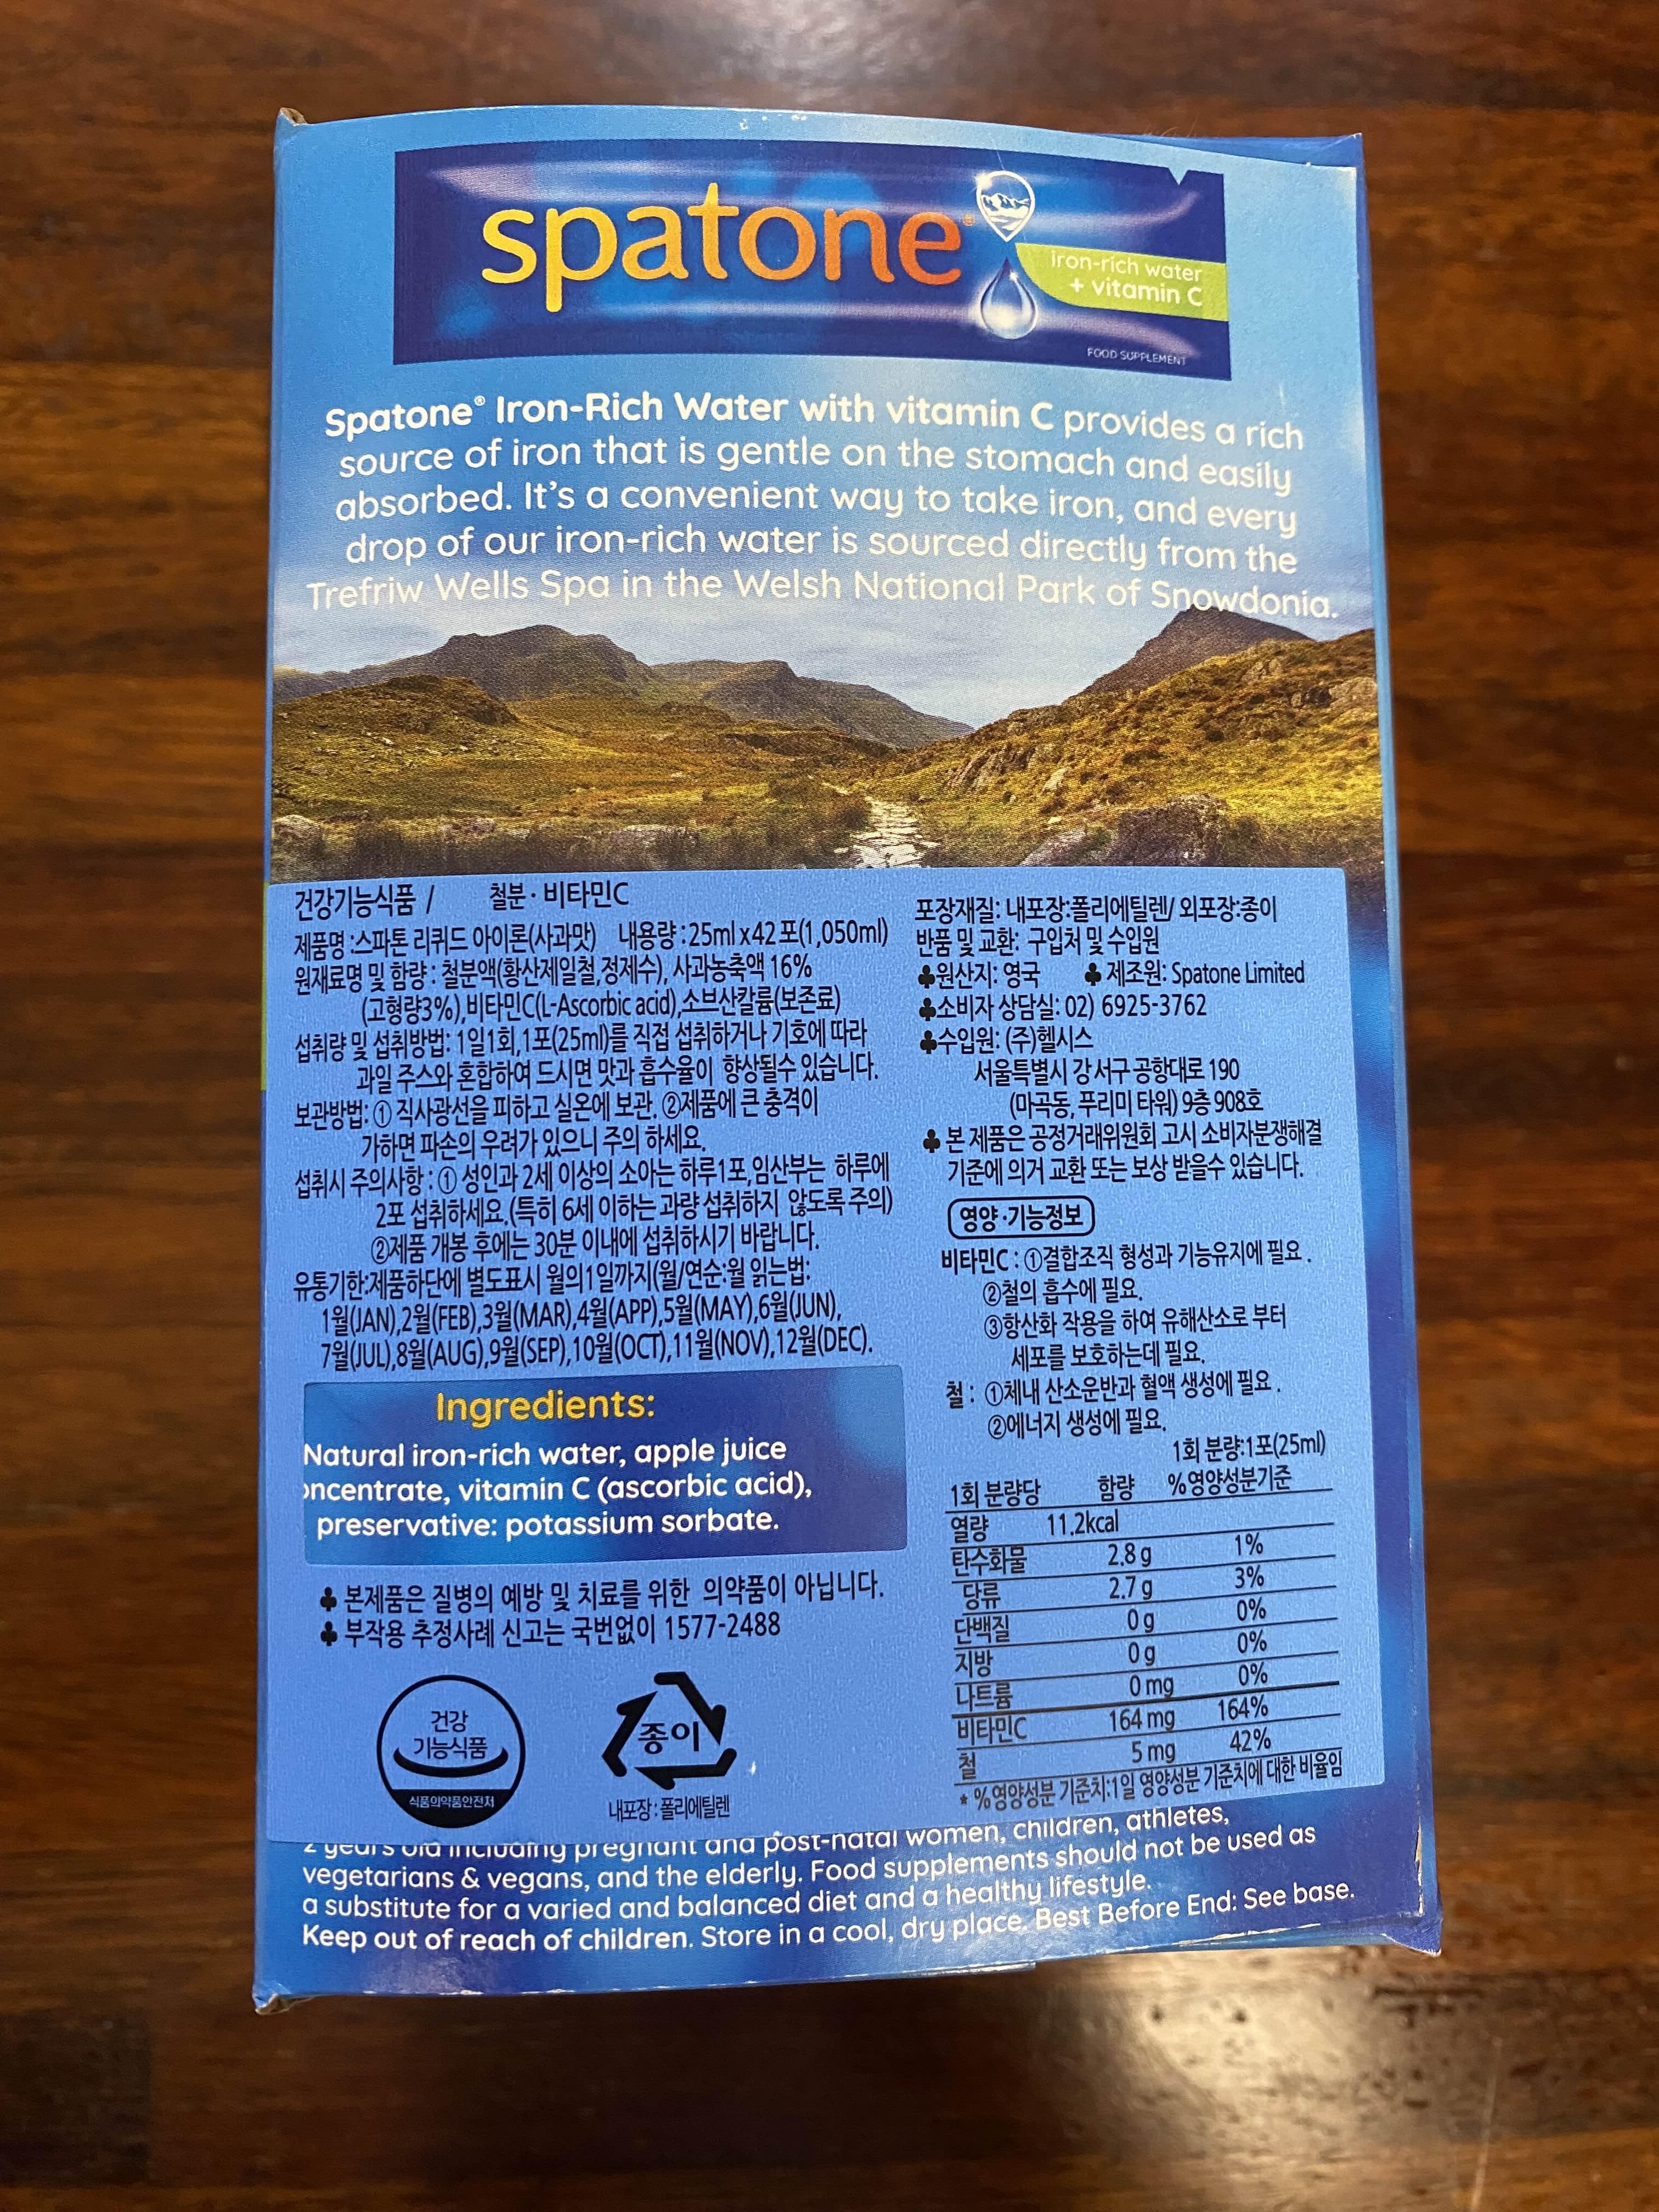 spatone®
iron-rich water
+ vitamin C
FOOD SUPPLEMENT
Spatone® Iron-Rich Water with vitamin C provides a rich
source of iron that is gentle on the stomach and easily
absorbed. It's a convenient way to take iron, and every
drop of our iron-rich water is sourced directly from the
Trefriw Wells Spa in the Welsh National Park of Snowdonia.
건강기능식품 / 철분 · 비타민C
제품명 :스파톤 리퀴드 아이론(사과맛) 내용량 :25ml x 42 포(1,050ml)
원재료명 및 함량 : 철분액(황산제일철,정제수), 사과농축액 16%
(고형량3%),비타민C(L-Ascorbic acid),소브산칼륨(보존료)
섭취량 및 섭취방법: 1일1회,1포(25ml)를 직접 섭취하거나 기호에 따라
과일 주스와 혼합하여 드시면 맛과 흡수율이 향상될수 있습니다.
보관방법: ① 직사광선을 피하고 실온에 보관. ②제품에 큰 충격이
가하면 파손의 우려가 있으니 주의 하세요.
섭취시 주의사항 : ① 성인과 2세 이상의 소아는 하루1포,임산부는 하루에
2포 섭취하세요.(특히 6세 이하는 과량 섭취하지 않도록 주의)
②제품 개봉 후에는 30분 이내에 섭취하시기 바랍니다.
유통기한:제품하단에 별도표시 월의1일까지(월/연순:월 읽는법:
1월(JAN),2월(FEB),3월(MAR),4월(APP),5월(MAY),6월(JUN),
7월(JUL),8월(AUG),9월(SEP),10월(OCT),11월(NOV),12월(DEC).
Ingredients:
Natural iron-rich water, apple juice
oncentrate, vitamin C (ascorbic acid),
preservative: potassium sorbate.
♣ 본제품은 질병의 예방 및 치료를 위한 의약품이 아닙니다.
♣ 부작용 추정사례 신고는 국번없이 1577-2488
건강
기능식품
식품의약품안전처
종이
내포장 : 폴리에틸렌
포장재질: 내포장:폴리에틸렌/ 외포장:종이
반품 및 교환: 구입처 및 수입원
♣원산지: 영국 ♣ 제조원: Spatone Limited
♣소비자 상담실: 02) 6925-3762
♣수입원: (주)헬시스
서울특별시 강서구 공항대로 190
(마곡동, 푸리미 타워) 9층 908호
♣ 본 제품은 공정거래위원회 고시 소비자분쟁해결
기준에 의거 교환 또는 보상 받을수 있습니다.
영양·기능정보
비타민C : ①결합조직 형성과 기능유지에 필요 .
②철의 흡수에 필요.
③항산화 작용을 하여 유해산소로 부터
세포를 보호하는데 필요.
철 : ①체내 산소운반과 혈액 생성에 필요 .
②에너지 생성에 필요.
1회 분량:1포(25ml)
1회 분량당 함량 %영양성분기준
열량 11.2kcal
탄수화물 2.8 g 1%
당류 2.7 g 3%
단백질 0 g 0%
지방 0 g 0%
나트륨 0 mg 0%
비타민C 164 mg 164%
철 5 mg 42%
* %영양성분 기준치:1일 영양성분 기준치에 대한 비율임
2 years old including pregnant and post-natal women, children, athletes,
vegetarians & vegans, and the elderly. Food supplements should not be used as
a substitute for a varied and balanced diet and a healthy lifestyle.
Keep out of reach of children. Store in a cool, dry place. Best Before End: See base.